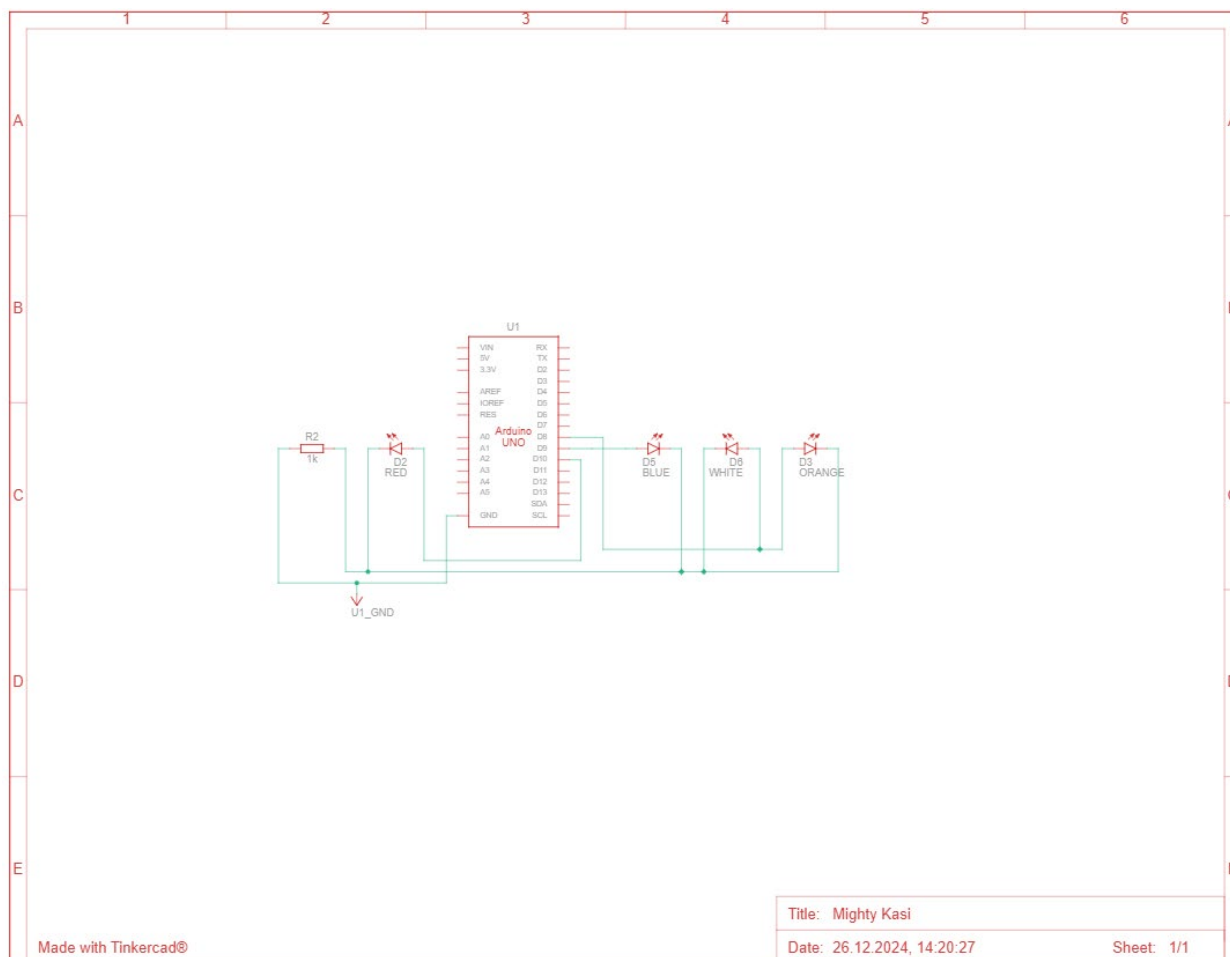 1 2 3 4 5 6
A
B
C
D
E
U1
VIN RX
5V TX
3.3V D2
D3
AREF D4
IOREF D5
RES D6
D7
Arduino
UNO
A0 D8
A1 D9
A2 D10
A3 D11
A4 D12
A5 D13
SDA
GND SCL
R2
1k
D2
RED
D5
BLUE
D6
WHITE
D3
ORANGE
U1_GND
Title: Mighty Kasi
Made with Tinkercad®
Date: 26.12.2024, 14:20:27 Sheet: 1/1